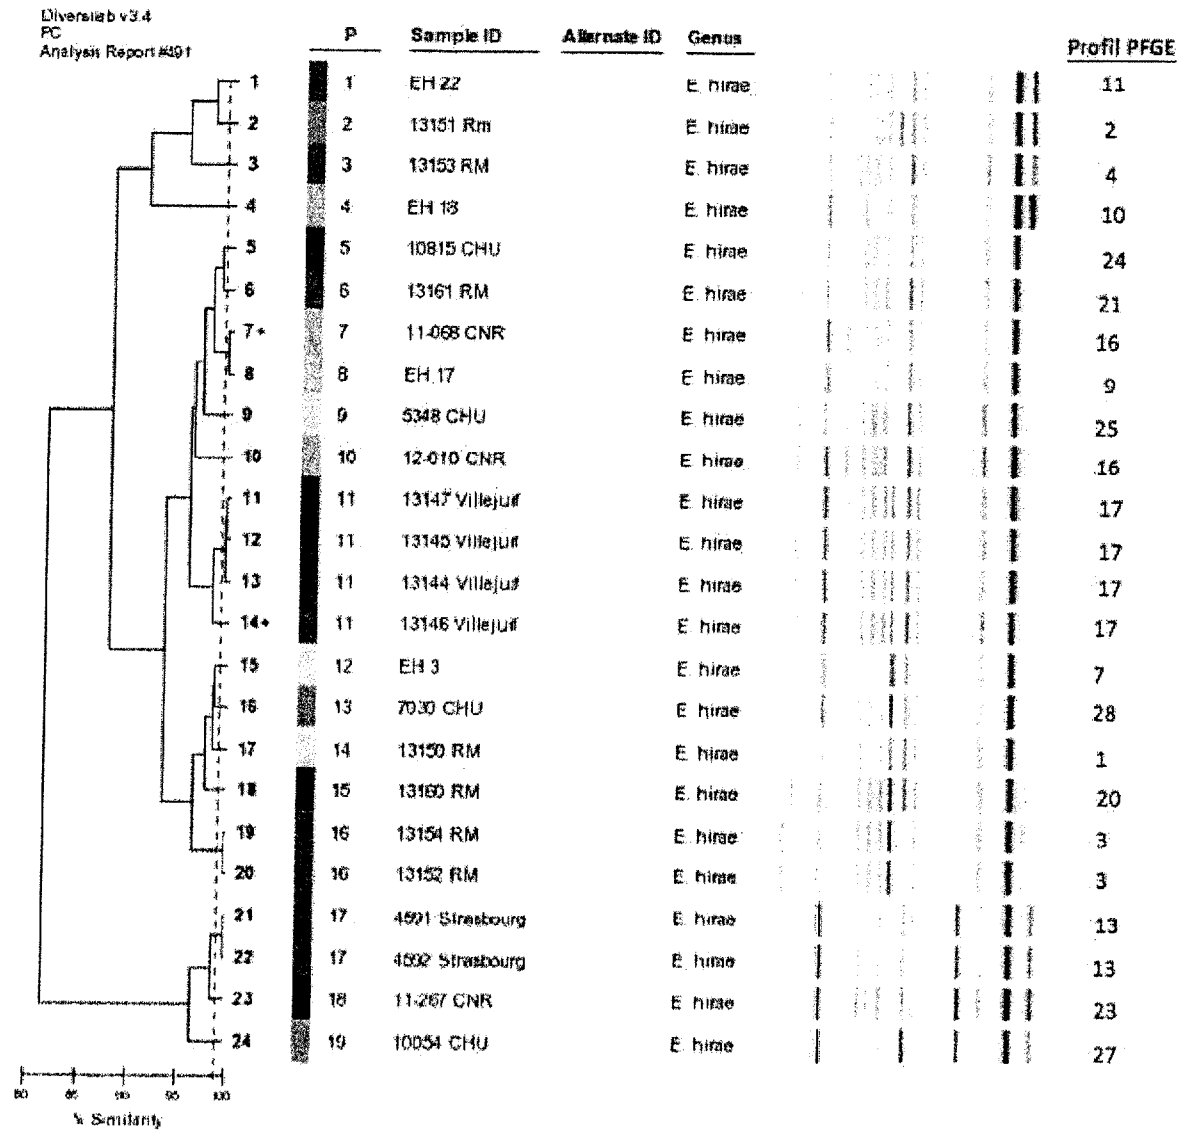 Diversilab v3.4
PC
Analysis Report #491
P Sample ID Alternate ID Genus Profil PFGE
1 1 EH 22 E. hirae 11
2 2 13151 Rm E. hirae 2
3 3 13153 RM E. hirae 4
4 4 EH 18 E. hirae 10
5 5 10815 CHU E. hirae 24
6 6 13161 RM E. hirae 21
7* 7 11-068 CNR E. hirae 16
8 8 EH 17 E. hirae 9
9 9 5348 CHU E. hirae 25
10 10 12-010 CNR E. hirae 16
11 11 13147 Villejuif E. hirae 17
12 11 13145 Villejuif E. hirae 17
13 11 13144 Villejuif E. hirae 17
14* 11 13146 Villejuif E. hirae 17
15 12 EH 3 E. hirae 7
16 13 7030 CHU E. hirae 28
17 14 13150 RM E. hirae 1
18 15 13160 RM E. hirae 20
19 16 13154 RM E. hirae 3
20 16 13152 RM E. hirae 3
21 17 4591 Strasbourg E. hirae 13
22 17 4592 Strasbourg E. hirae 13
23 18 11-267 CNR E. hirae 23
24 19 10054 CHU E. hirae 27
80 85 90 95 100
% Similarity